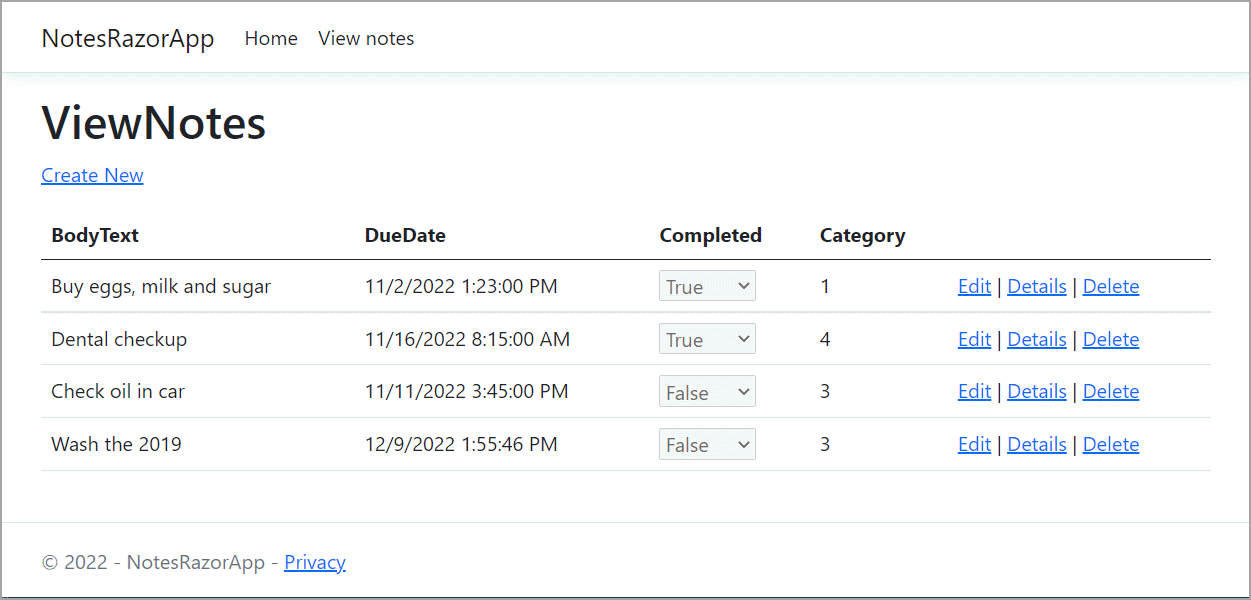 NotesRazorApp Home View notes
ViewNotes
Create New
BodyText DueDate Completed Category
Buy eggs, milk and sugar 11/2/2022 1:23:00 PM True 1 Edit | Details | Delete
Dental checkup 11/16/2022 8:15:00 AM True 4 Edit | Details | Delete
Check oil in car 11/11/2022 3:45:00 PM False 3 Edit | Details | Delete
Wash the 2019 12/9/2022 1:55:46 PM False 3 Edit | Details | Delete
© 2022 - NotesRazorApp - Privacy